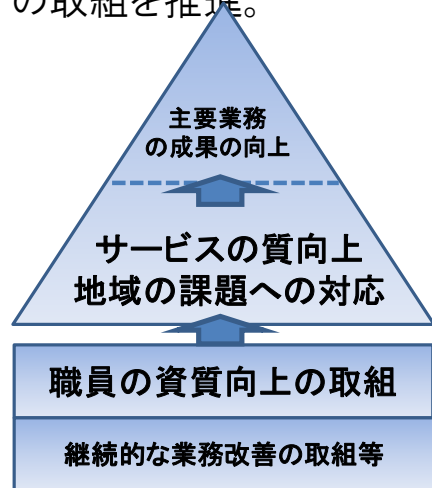 の取組を推進。
主要業務
の成果の向上
サービスの質向上
地域の課題への対応
職員の資質向上の取組
継続的な業務改善の取組等